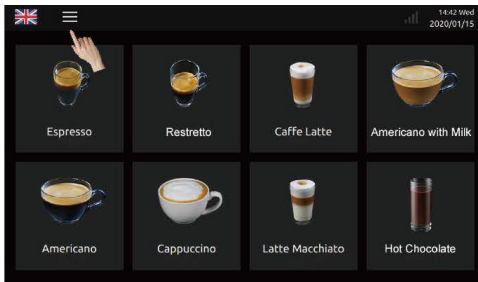 14:42 Wed
2020/01/15
Espresso
Restretto
Caffe Latte
Americano with Milk
Americano
Cappuccino
Latte Macchiato
Hot Chocolate